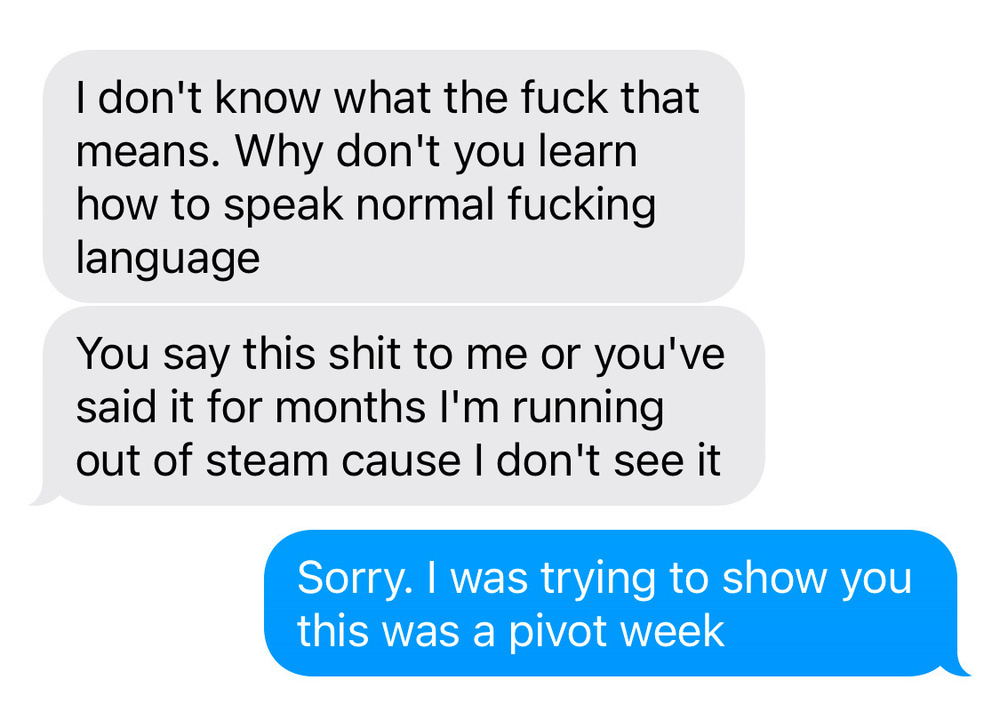 I don't know what the fuck that
means. Why don't you learn
how to speak normal fucking
language
You say this shit to me or you've
said it for months I'm running
out of steam cause I don't see it
Sorry. I was trying to show you
this was a pivot week